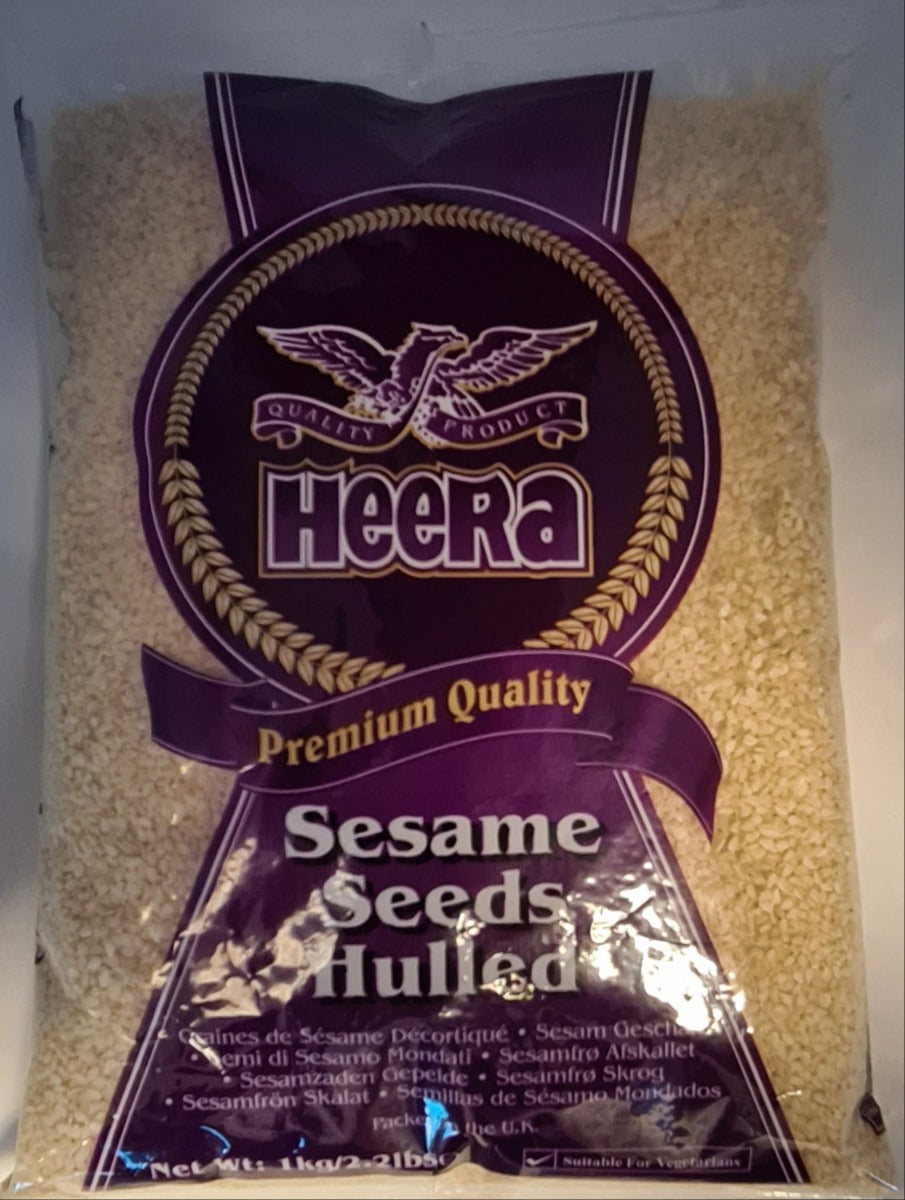 QUALITY PRODUCT
HeeRa
Premium Quality
Sesame
Seeds
Hulled
Graines de Sésame Décortiqué • Sesam
• Semi di Sesamo Mondati • Sesamfrø Afskallet
• Sesamzaden Gepelde • Sesamfrø Skrog
• Sesamfrön Skalat • Semillas de Sésamo Mondados
Packed in the U.K.
Net Wt: 1kg/2.2lbs
Suitable For Vegetarians